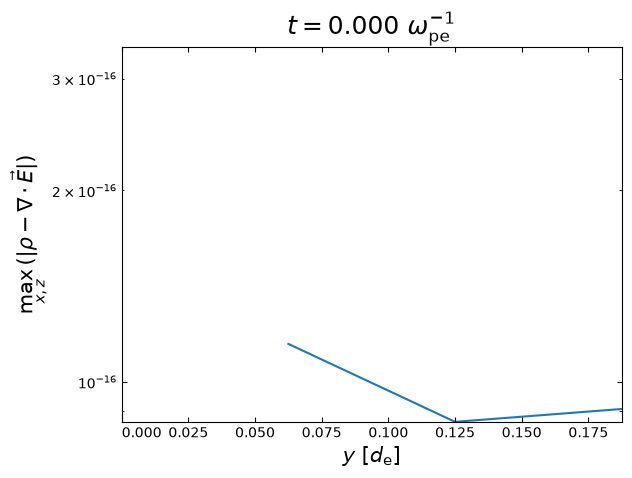 t = 0.000 ω_pe^−1
3 × 10^−16
2 × 10^−16
10^−16
max_x,z (|ρ − ∇ · E⃗|)
0.000 0.025 0.050 0.075 0.100 0.125 0.150 0.175
y [d_e]